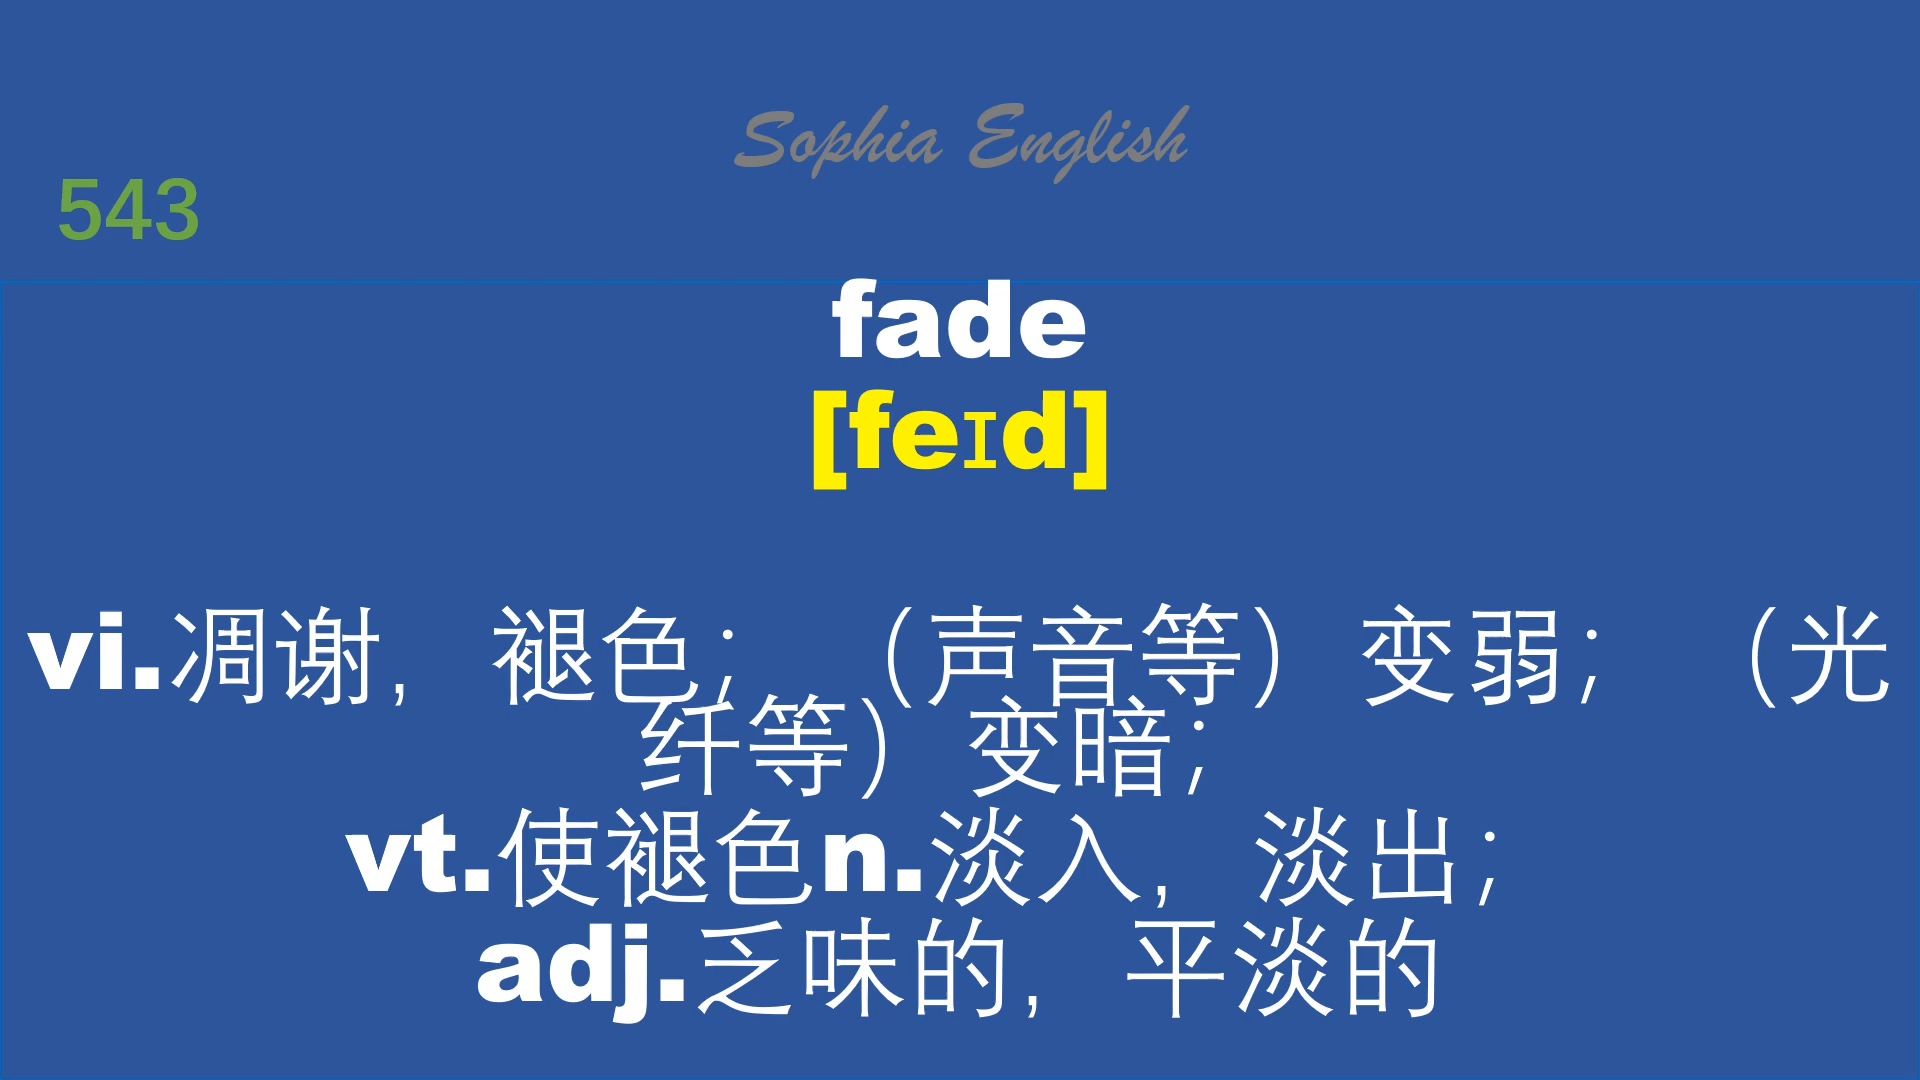 Sophia English
543
fade
[feɪd]
vi.凋谢，褪色；（声音等）变弱；（光
纤等）变暗；
vt.使褪色n.淡入，淡出；
adj.乏味的，平淡的